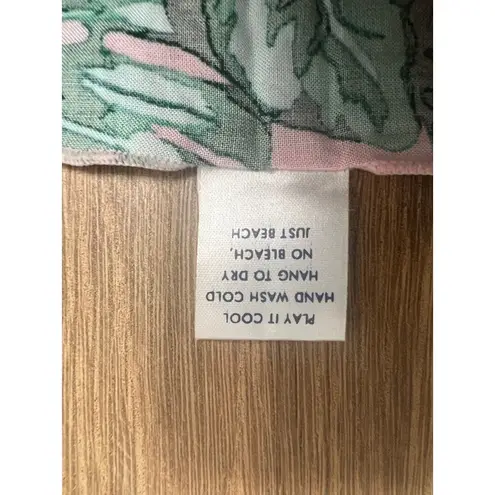 PLAY IT COOL
HAND WASH COLD
HANG TO DRY
NO BLEACH,
JUST BEACH